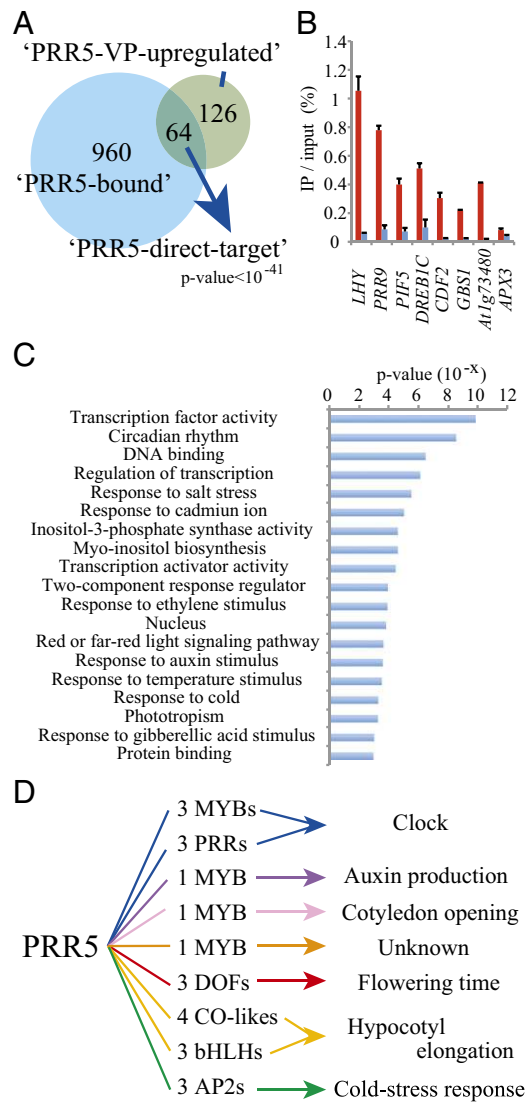 A
'PRR5-VP-upregulated'
126
64
960
'PRR5-bound'
'PRR5-direct-target'
p-value<10-41
B
IP / input (%)
1.4
1.2
1
0.8
0.6
0.4
0.2
0
LHY
PRR9
PIF5
DREB1C
CDF2
GBS1
At1g73480
APX3
C
p-value (10-x)
0 2 4 6 8 10 12
Transcription factor activity
Circadian rhythm
DNA binding
Regulation of transcription
Response to salt stress
Response to cadmiun ion
Inositol-3-phosphate synthase activity
Myo-inositol biosynthesis
Transcription activator activity
Two-component response regulator
Response to ethylene stimulus
Nucleus
Red or far-red light signaling pathway
Response to auxin stimulus
Response to temperature stimulus
Response to cold
Phototropism
Response to gibberellic acid stimulus
Protein binding
D
PRR5
3 MYBs
3 PRRs
Clock
1 MYB
Auxin production
1 MYB
Cotyledon opening
1 MYB
Unknown
3 DOFs
Flowering time
4 CO-likes
3 bHLHs
Hypocotyl
elongation
3 AP2s
Cold-stress response